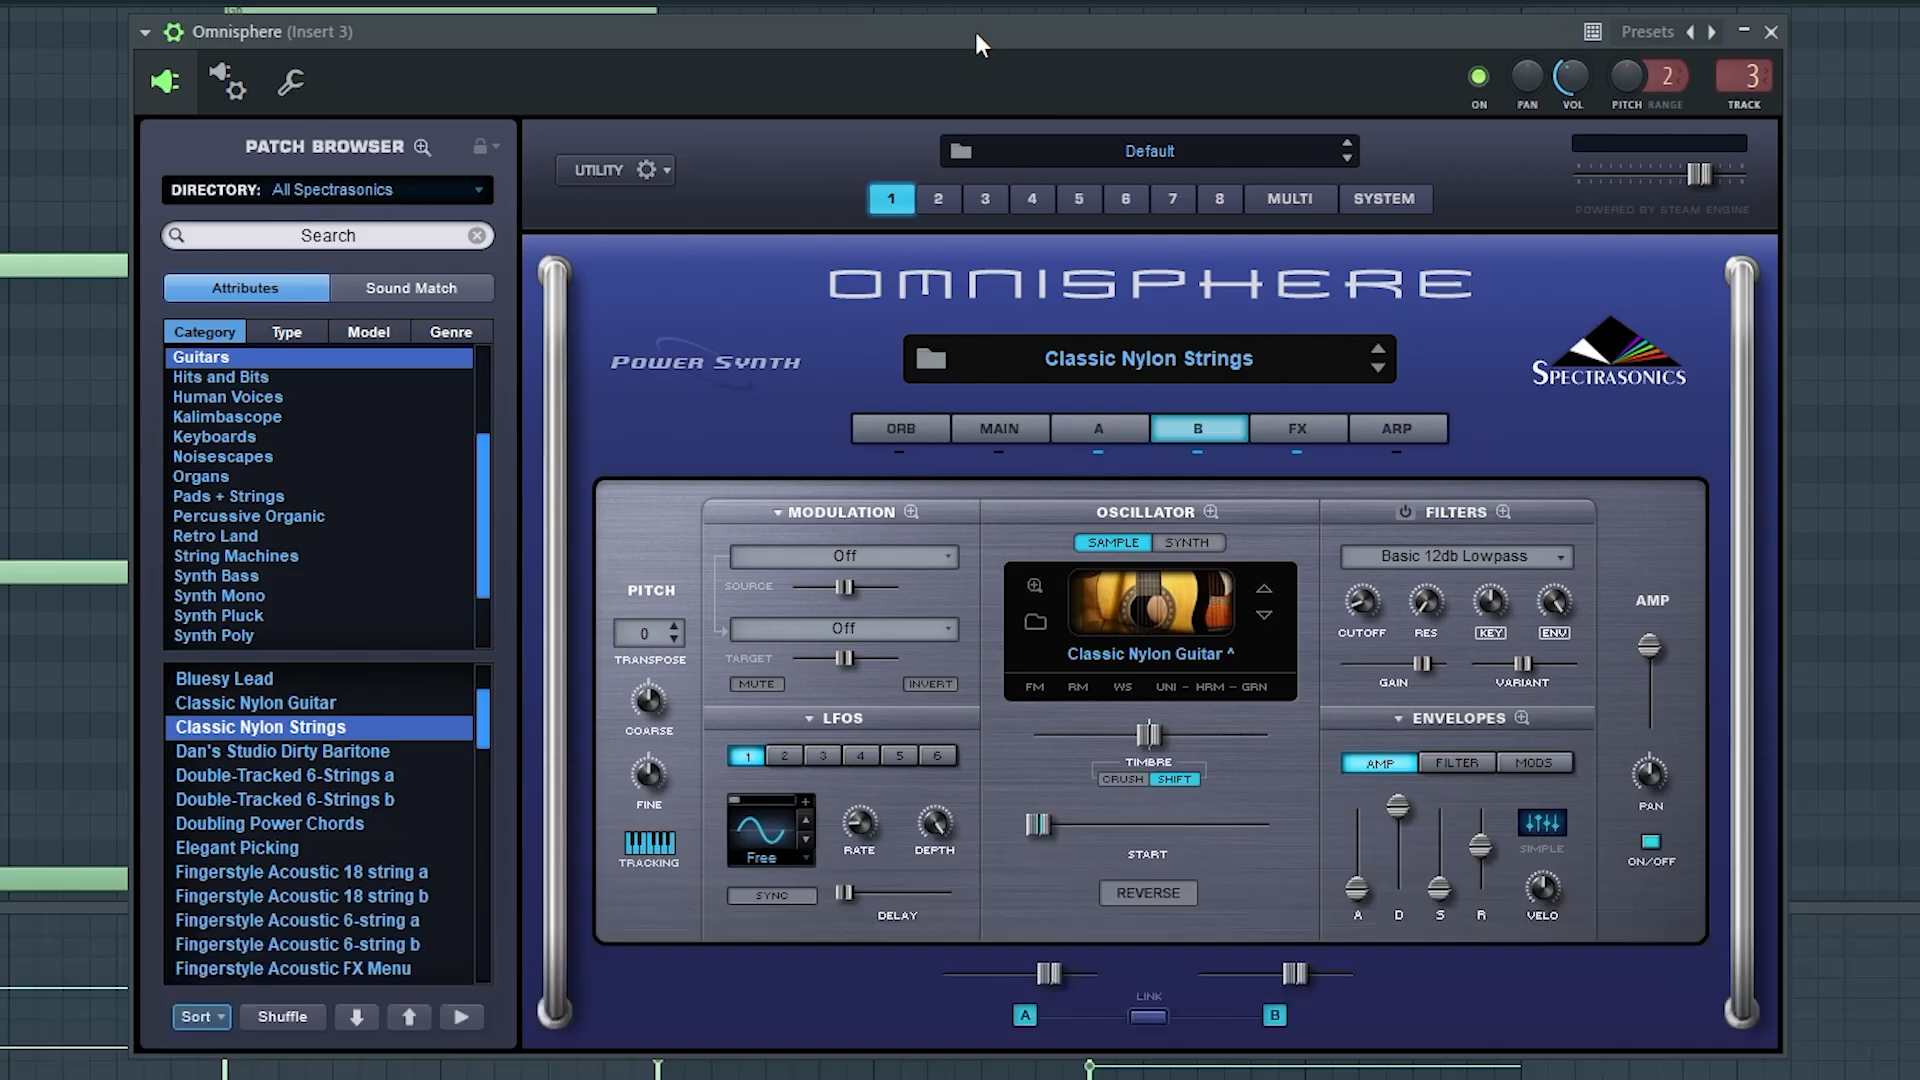 Omnisphere (Insert 3)
Presets
2
3
ON
PAN
VOL
PITCH RANGE
TRACK
PATCH BROWSER
DIRECTORY: All Spectrasonics
Search
Attributes
Sound Match
Category
Type
Model
Genre
Guitars
Hits and Bits
Human Voices
Kalimbascope
Keyboards
Noisescapes
Organs
Pads + Strings
Percussive Organic
Retro Land
String Machines
Synth Bass
Synth Mono
Synth Pluck
Synth Poly
Bluesy Lead
Classic Nylon Guitar
Classic Nylon Strings
Dan's Studio Dirty Baritone
Double-Tracked 6-Strings a
Double-Tracked 6-Strings b
Doubling Power Chords
Elegant Picking
Fingerstyle Acoustic 18 string a
Fingerstyle Acoustic 18 string b
Fingerstyle Acoustic 6-string a
Fingerstyle Acoustic 6-string b
Fingerstyle Acoustic FX Menu
Sort
Shuffle
UTILITY
Default
1 2 3 4 5 6 7 8 MULTI SYSTEM
POWERED BY STEAM ENGINE
OMNISPHERE
POWER SYNTH
Classic Nylon Strings
SPECTRASONICS
ORB MAIN A B FX ARP
PITCH
0
TRANSPOSE
COARSE
FINE
TRACKING
MODULATION
Off
SOURCE
Off
TARGET
MUTE
INVERT
LFOS
1 2 3 4 5 6
Free
RATE
DEPTH
SYNC
DELAY
OSCILLATOR
SAMPLE SYNTH
Classic Nylon Guitar ^
FM RM WS UNI - HRM - GRN
TIMBRE
CRUSH SHIFT
START
REVERSE
FILTERS
Basic 12db Lowpass
CUTOFF RES KEY ENV
GAIN
VARIANT
ENVELOPES
AMP FILTER MODS
SIMPLE
A D S R VELO
AMP
PAN
ON/OFF
LINK
A
B